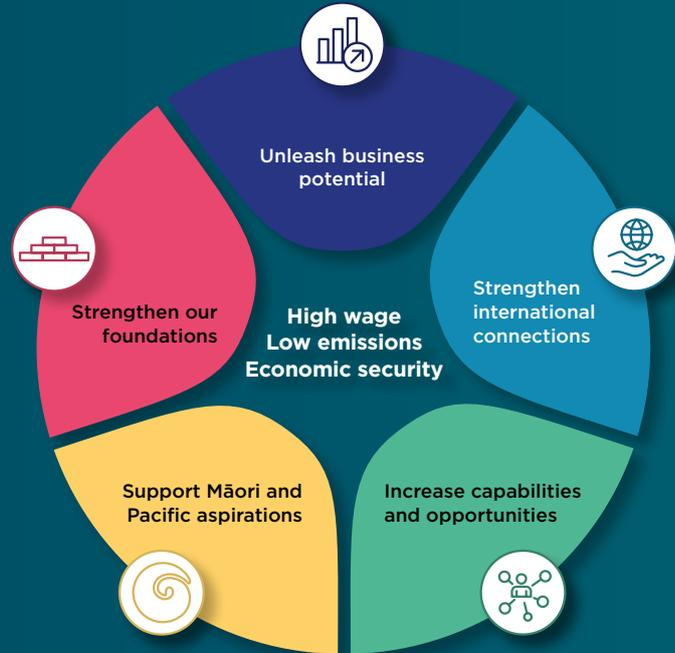 Unleash business
potential
Strengthen
international
connections
Strengthen our
foundations
High wage
Low emissions
Economic security
Support Māori and
Pacific aspirations
Increase capabilities
and opportunities